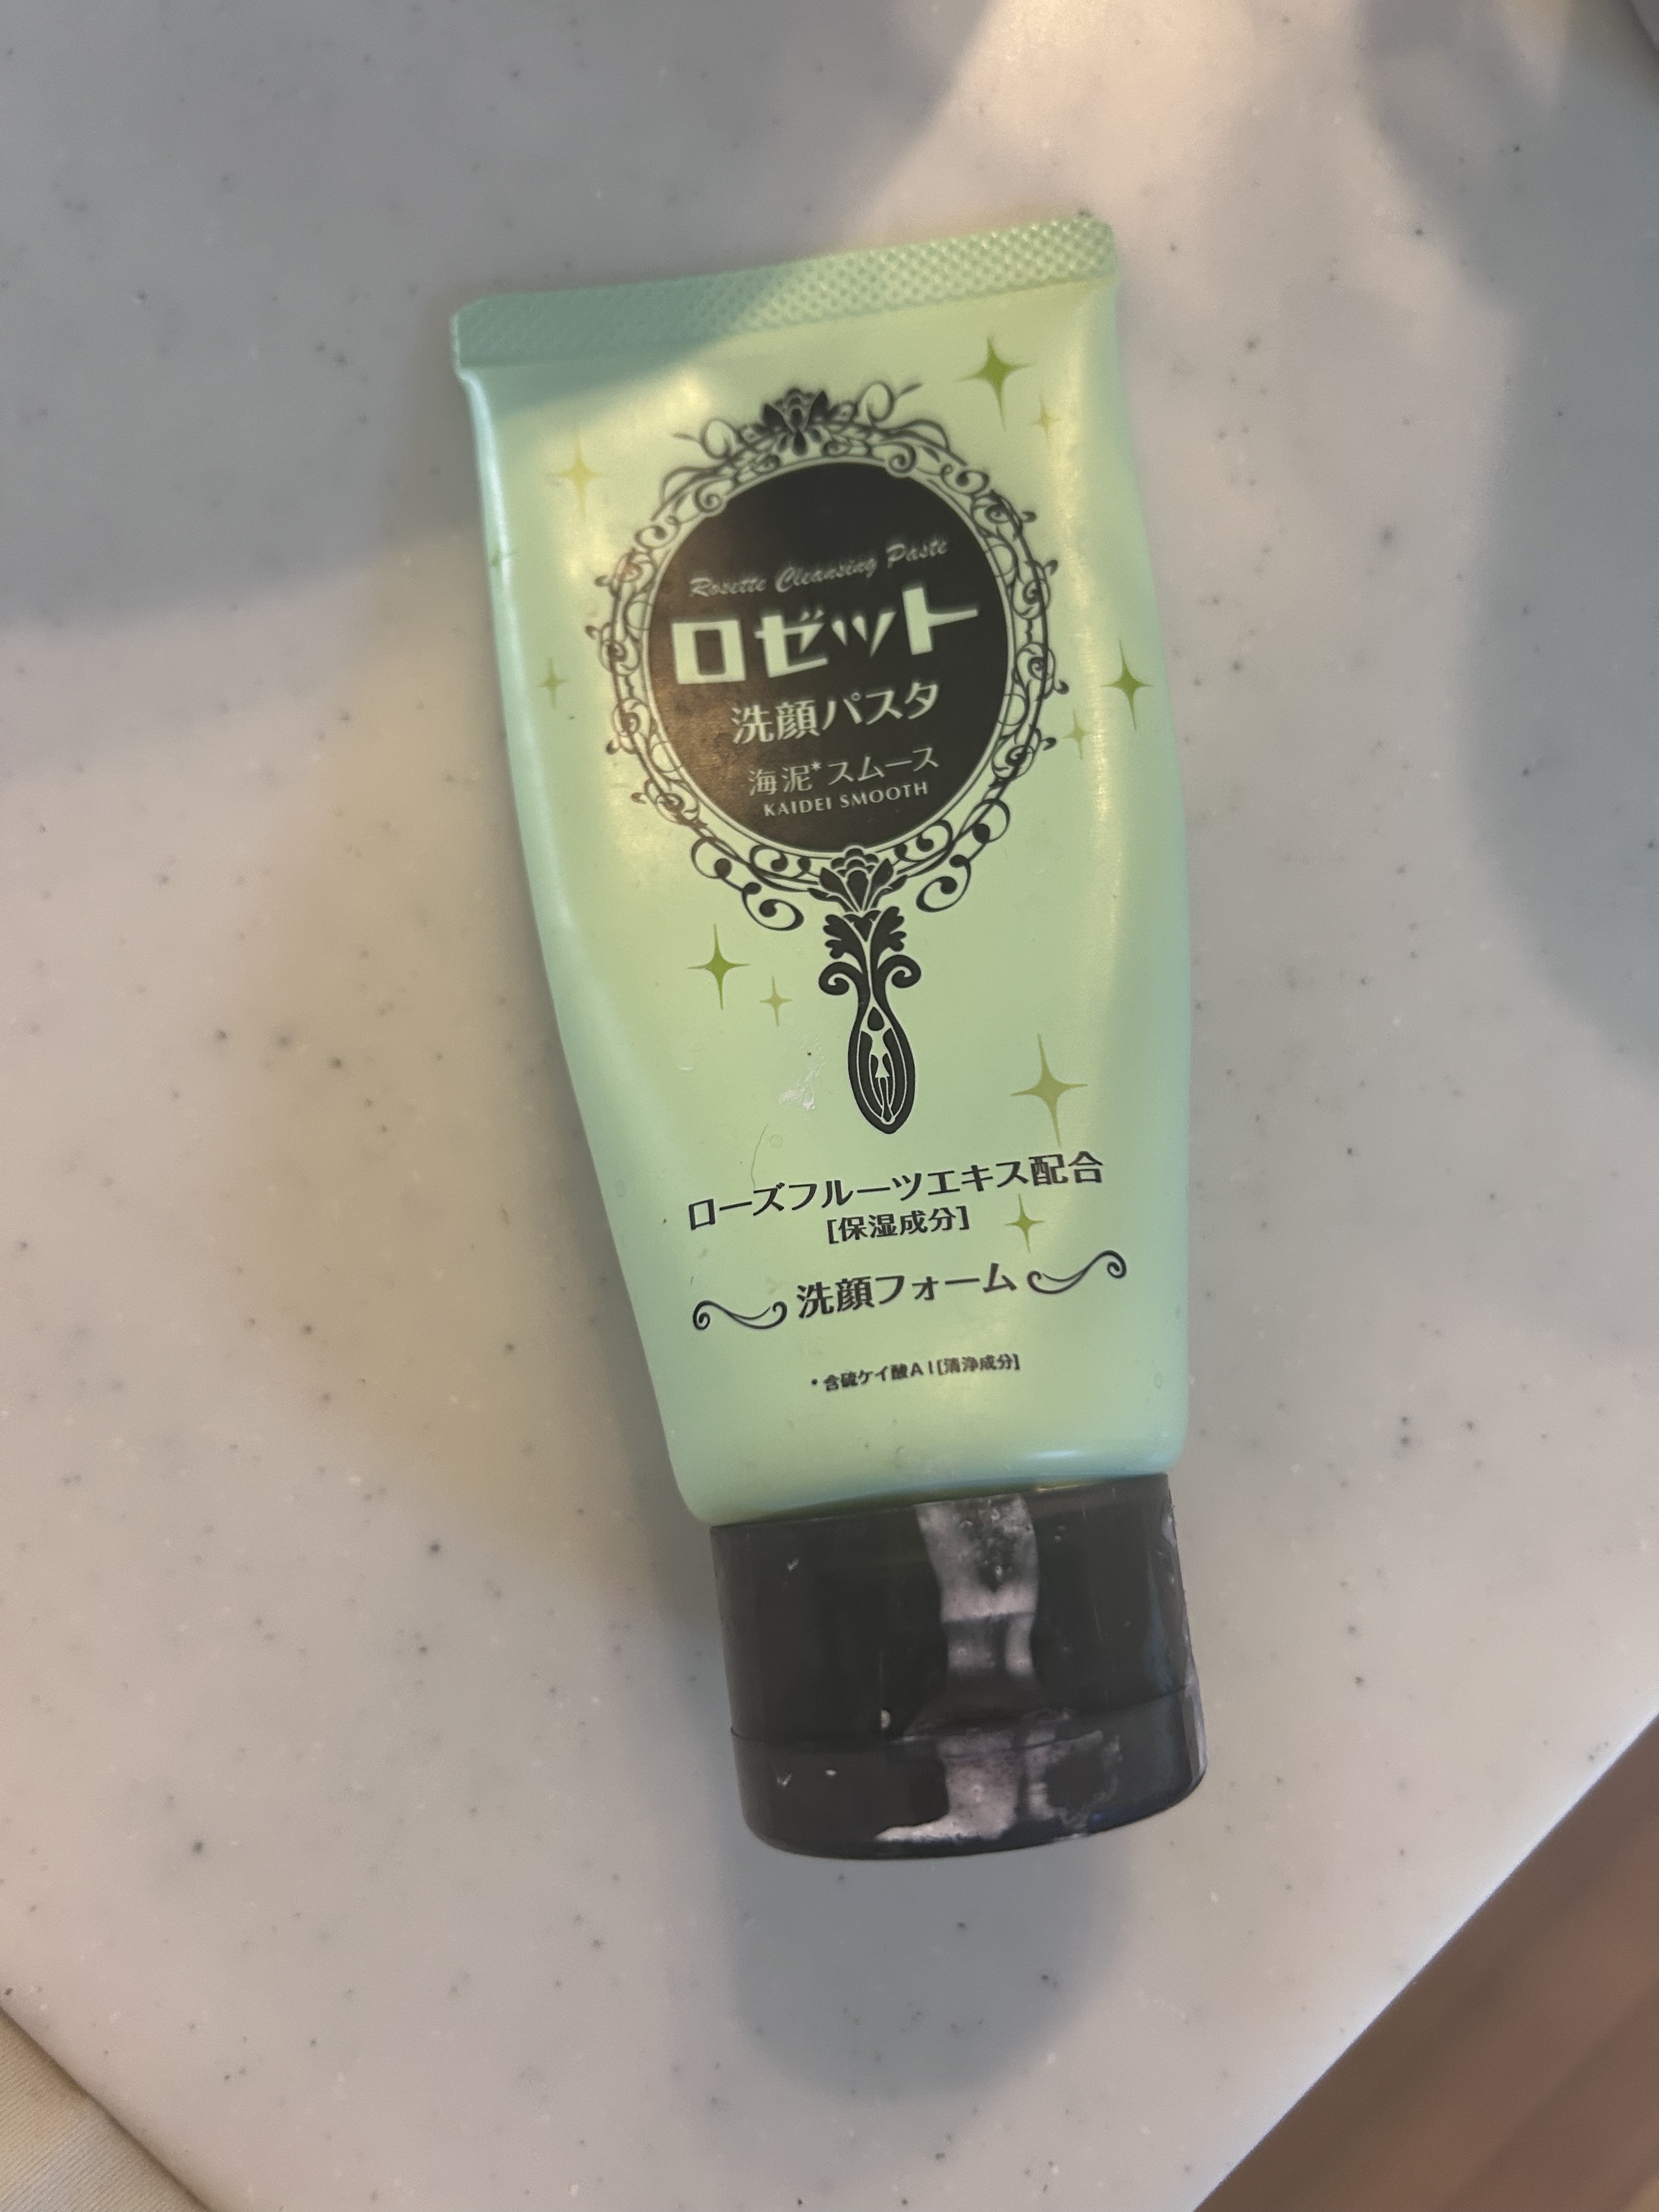 Rosette Cleansing Paste
ロゼット
洗顔パスタ
海泥*スムース
KAIDEI SMOOTH
ローズフルーツエキス配合
[保湿成分]
洗顔フォーム
*含硫ケイ酸Al[清浄成分]